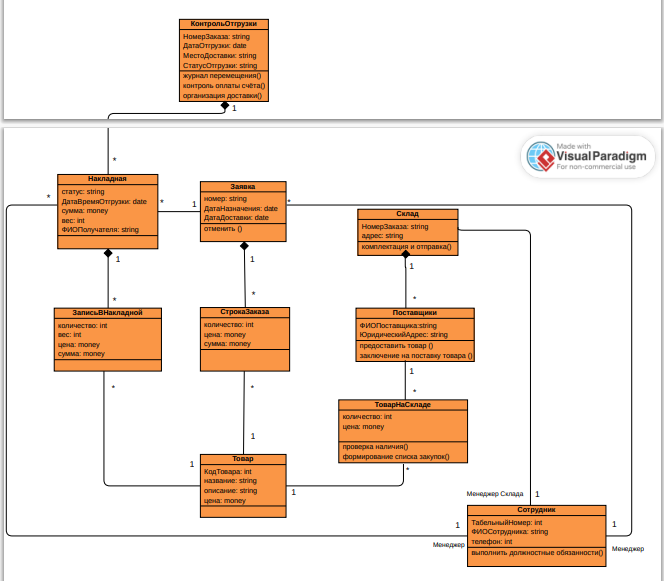 КонтрольОтгрузки
НомерЗаказа: string
ДатаОтгрузки: date
МестоДоставки: string
СтатусОтгрузки: string
журнал перемещения()
контроль оплаты счёта()
организация доставки()
1
*
Made with
VisualParadigm
For non-commercial use
Накладная
статус: string
ДатаВремяОтгрузки: date
сумма: money
вес: int
ФИОПолучателя: string
*
*
1
1
Заявка
номер: string
ДатаНазначения: date
ДатаДоставки: date
отменить ()
*
1
Склад
НомерЗаказа: string
адрес: string
комплектация и отправка()
1
*
*
*
ЗаписьВНакладной
количество: int
вес: int
цена: money
сумма: money
*
СтрокаЗаказа
количество: int
цена: money
сумма: money
*
1
Поставщики
ФИОПоставщика:string
ЮридическийАдрес: string
предоставить товар ()
заключение на поставку товара ()
1
*
ТоварНаСкладе
количество: int
цена: money
проверка наличия()
формирование списка закупок()
*
1
Товар
КодТовара: int
название: string
описание: string
цена: money
1
Менеджер Склада
1
Сотрудник
ТабельныйНомер: int
ФИОСотрудника: string
телефон: int
выполнить должностные обязанности()
1
Менеджер
1
Менеджер